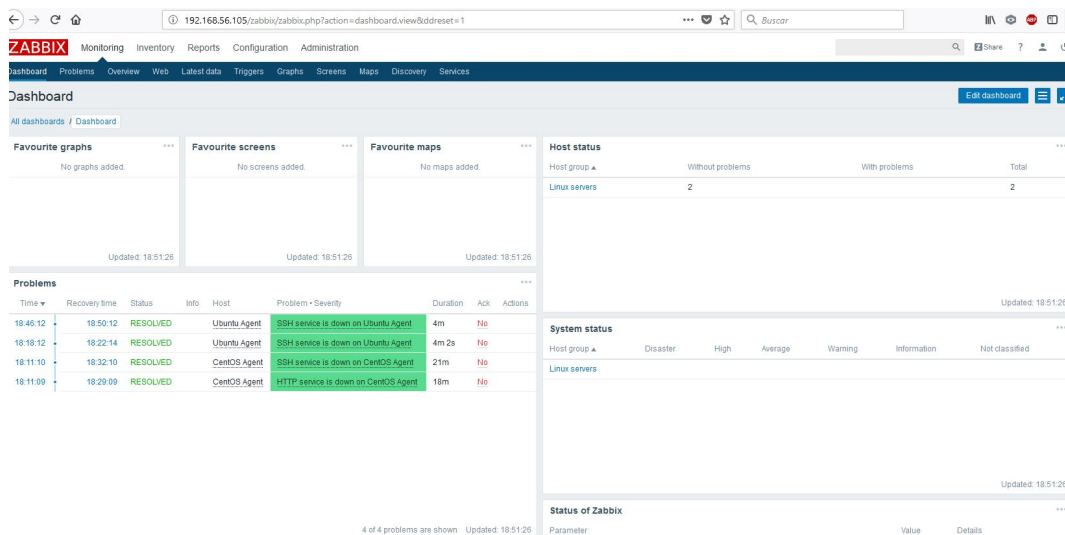 192.168.56.105/zabbix/zabbix.php?action=dashboard.view&ddreset=1
Buscar
ABP
ZABBIX Monitoring Inventory Reports Configuration Administration
Z Share ?
Dashboard Problems Overview Web Latest data Triggers Graphs Screens Maps Discovery Services
Dashboard
Edit dashboard
All dashboards / Dashboard
Favourite graphs
No graphs added.
Updated: 18:51:26
Favourite screens
No screens added.
Updated: 18:51:26
Favourite maps
No maps added.
Updated: 18:51:26
Host status
Host group Without problems With problems Total
Linux servers 2 2
Updated: 18:51:26
Problems
Time Recovery time Status Info Host Problem • Severity Duration Ack Actions
18:46:12 18:50:12 RESOLVED Ubuntu Agent SSH service is down on Ubuntu Agent 4m No
18:18:12 18:22:14 RESOLVED Ubuntu Agent SSH service is down on Ubuntu Agent 4m 2s No
18:11:10 18:32:10 RESOLVED CentOS Agent SSH service is down on CentOS Agent 21m No
18:11:09 18:29:09 RESOLVED CentOS Agent HTTP service is down on CentOS Agent 18m No
4 of 4 problems are shown Updated: 18:51:26
System status
Host group Disaster High Average Warning Information Not classified
Linux servers
Updated: 18:51:26
Status of Zabbix
Parameter Value Details